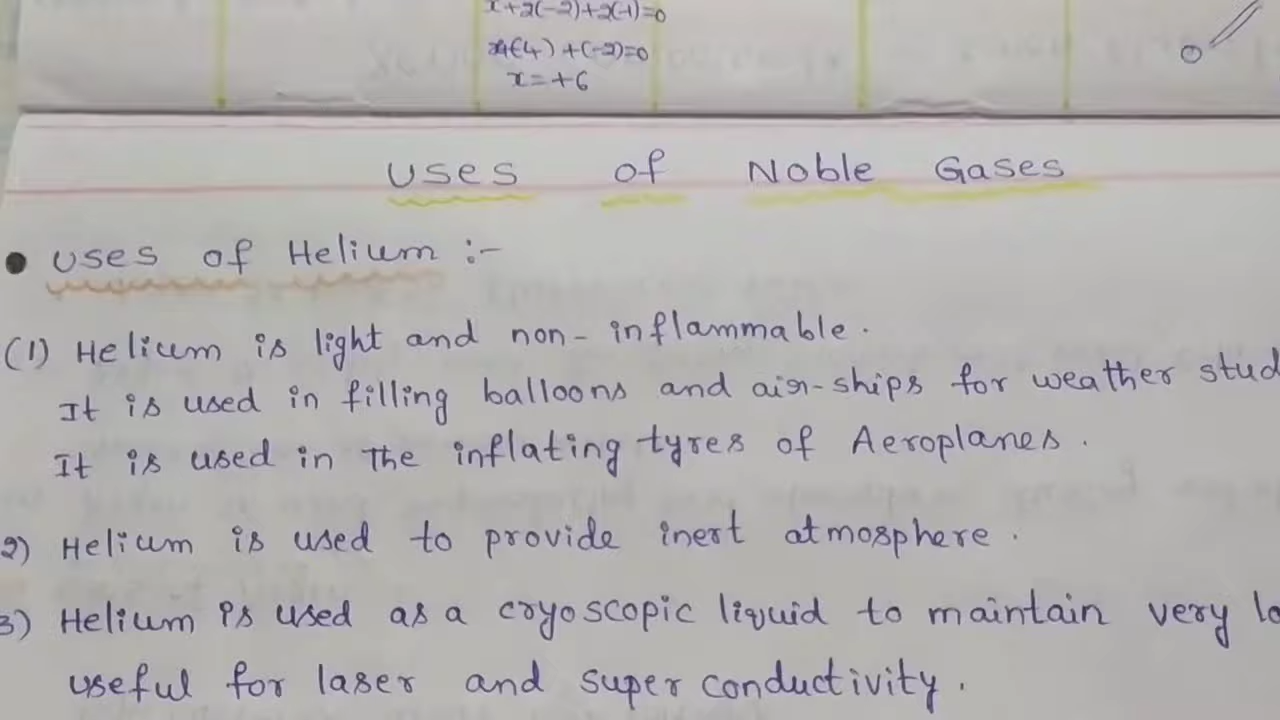 x+2(-2)+2(-1)=0
x+(-4)+(-2)=0
x=+6
Uses of Noble Gases
Uses of Helium :-
(1) Helium is light and non-inflammable.
It is used in filling balloons and air-ships for weather stud
It is used in the inflating tyres of Aeroplanes.
2) Helium is used to provide inert atmosphere.
3) Helium is used as a cryoscopic liquid to maintain very lo
useful for laser and super conductivity.